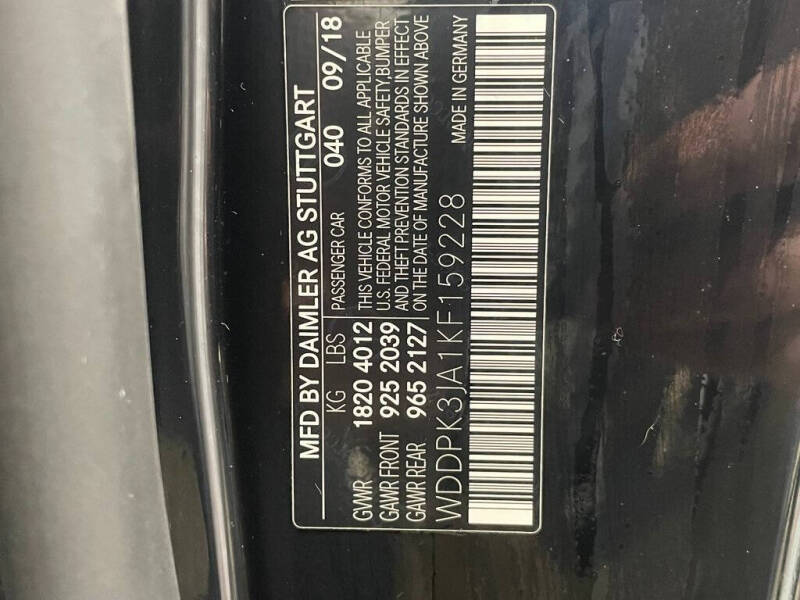 MFD BY DAIMLER AG STUTTGART
KG LBS PASSENGER CAR 040 09/18
GVWR 1820 4012 THIS VEHICLE CONFORMS TO ALL APPLICABLE
GAWR FRONT 925 2039 U.S. FEDERAL MOTOR VEHICLE SAFETY,BUMPER
GAWR REAR 965 2127 AND THEFT PREVENTION STANDARDS IN EFFECT
ON THE DATE OF MANUFACTURE SHOWN ABOVE
WDDPK3JA1KF159228 MADE IN GERMANY